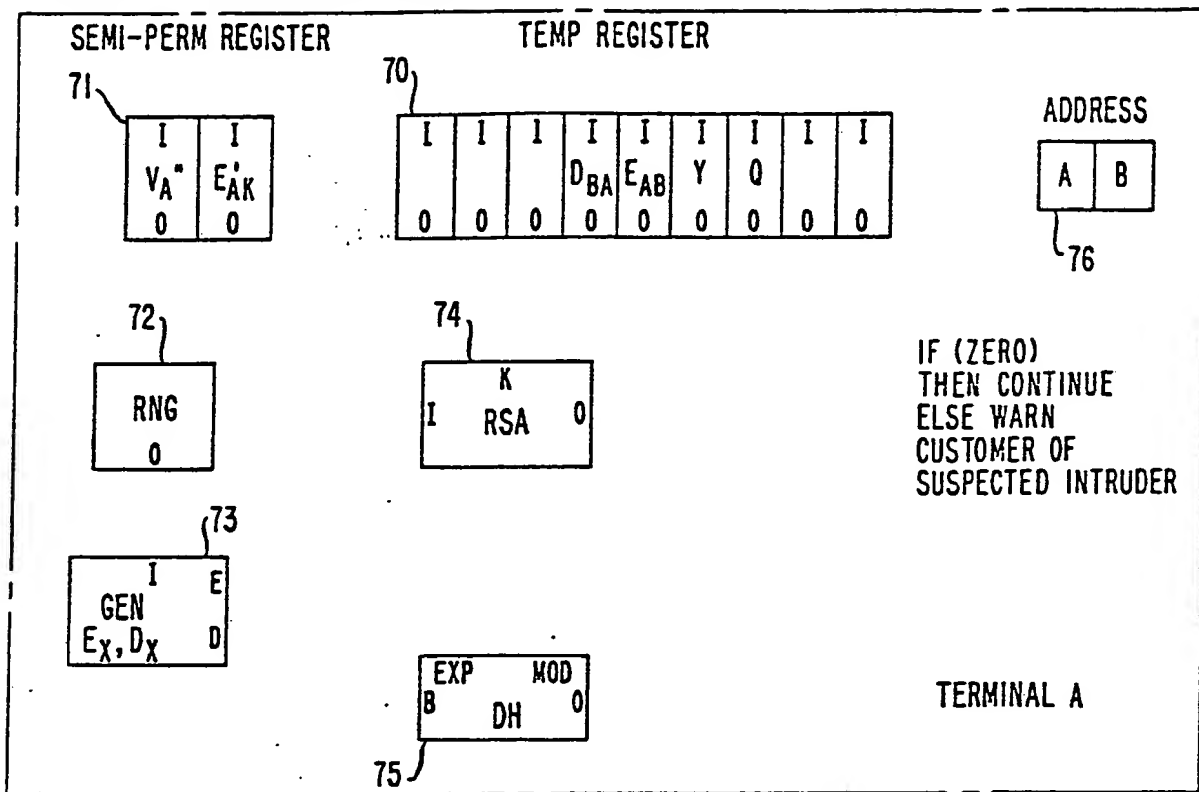 SEMI-PERM REGISTER TEMP REGISTER
71 70 ADDRESS
I I I I I I I I I I I
V_A" E'_AK D_BA E_AB Y Q A B
0 0 0 0 0 0 0 0 0 0 0
76
72 74
RNG
0
K
I RSA 0
IF (ZERO)
THEN CONTINUE
ELSE WARN
CUSTOMER OF
SUSPECTED INTRUDER
73
I E
GEN
E_X, D_X D
EXP MOD
B DH 0
75
TERMINAL A